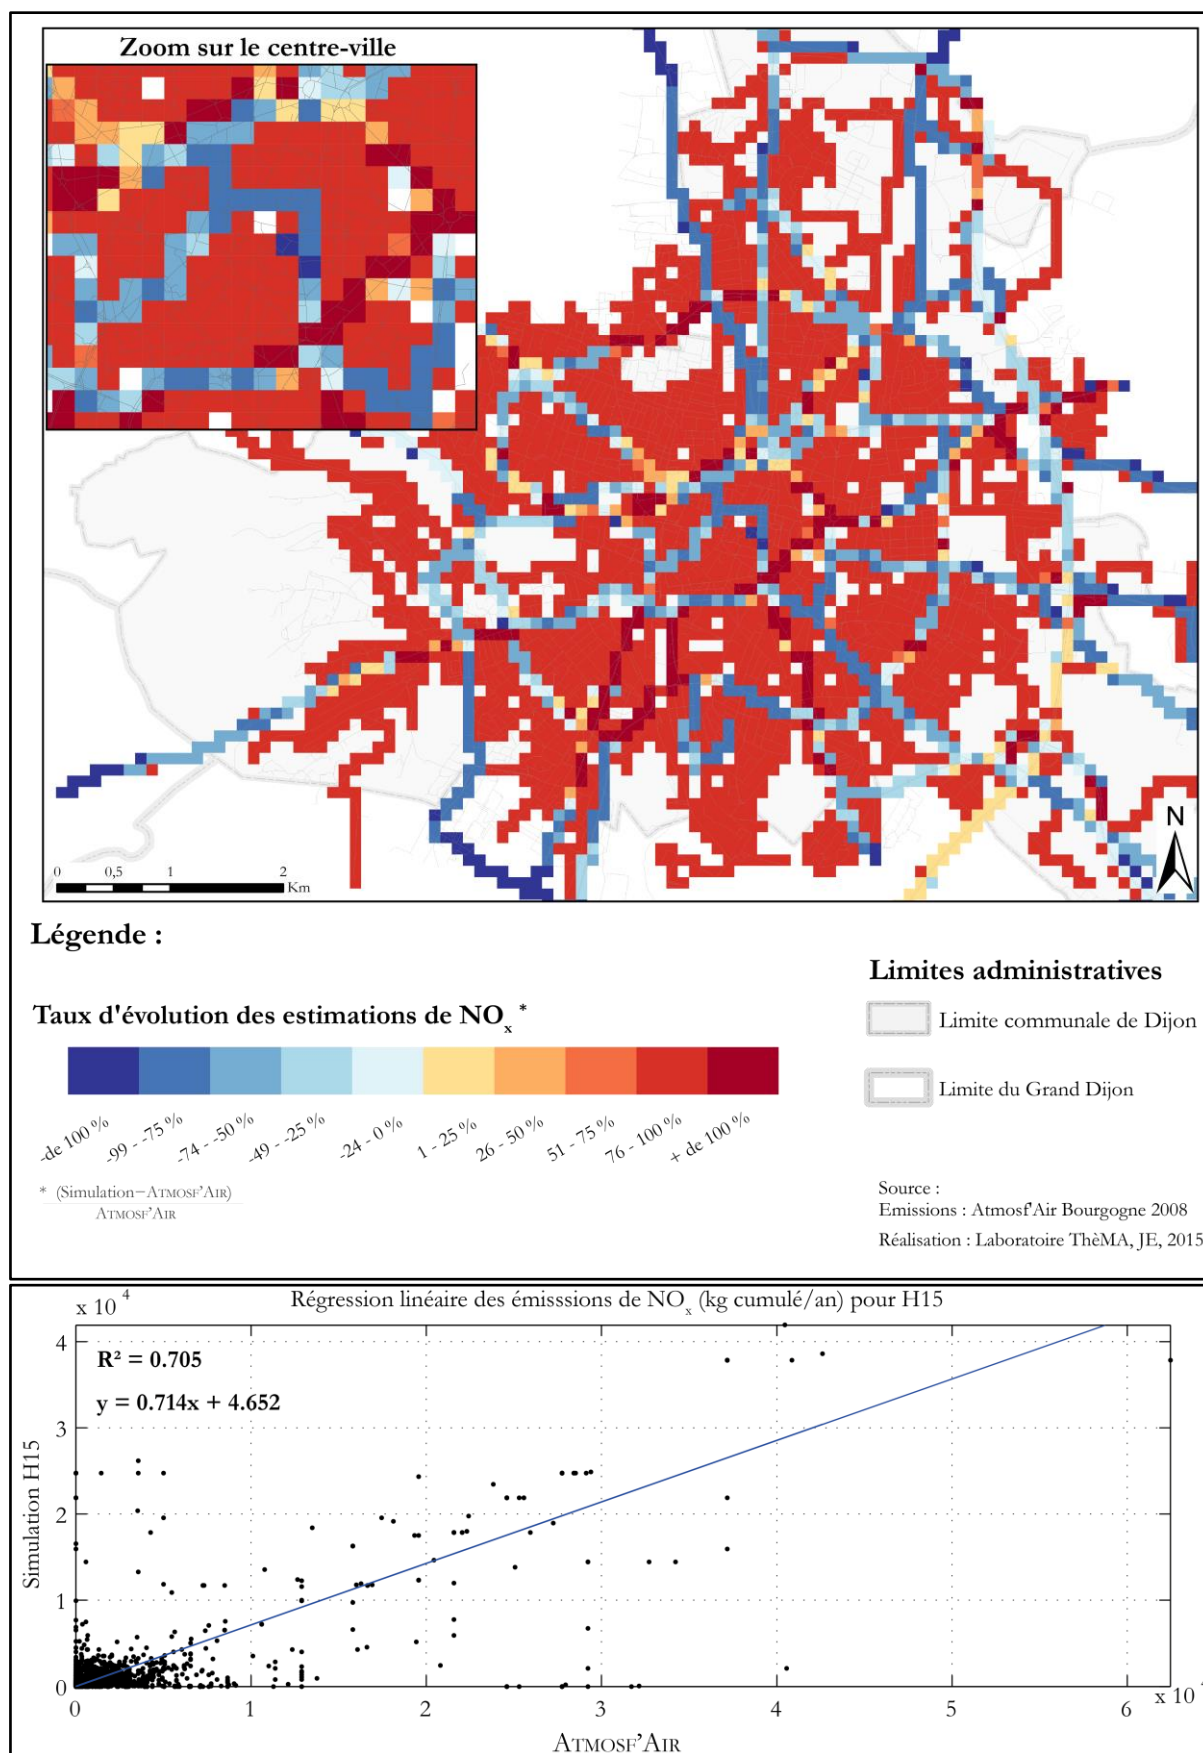 Zoom sur le centre-ville
N
0 0,5 1 2
Km
Légende :
Taux d'évolution des estimations de NOx *
-de 100 %
-99 - -75 %
-74 - -50 %
-49 - -25 %
-24 - 0 %
1 - 25 %
26 - 50 %
51 - 75 %
76 - 100 %
+ de 100 %
* (Simulation−ATMOSF'AIR)
ATMOSF'AIR
Limites administratives
Limite communale de Dijon
Limite du Grand Dijon
Source :
Emissions : Atmosf'Air Bourgogne 2008
Réalisation : Laboratoire ThèMA, JE, 2015
x 10 4
Régression linéaire des émisssions de NOx (kg cumulé/an) pour H15
R² = 0.705
y = 0.714x + 4.652
Simulation H15
4
3
2
1
0
0 1 2 3 4 5 6
x 10 4
ATMOSF'AIR